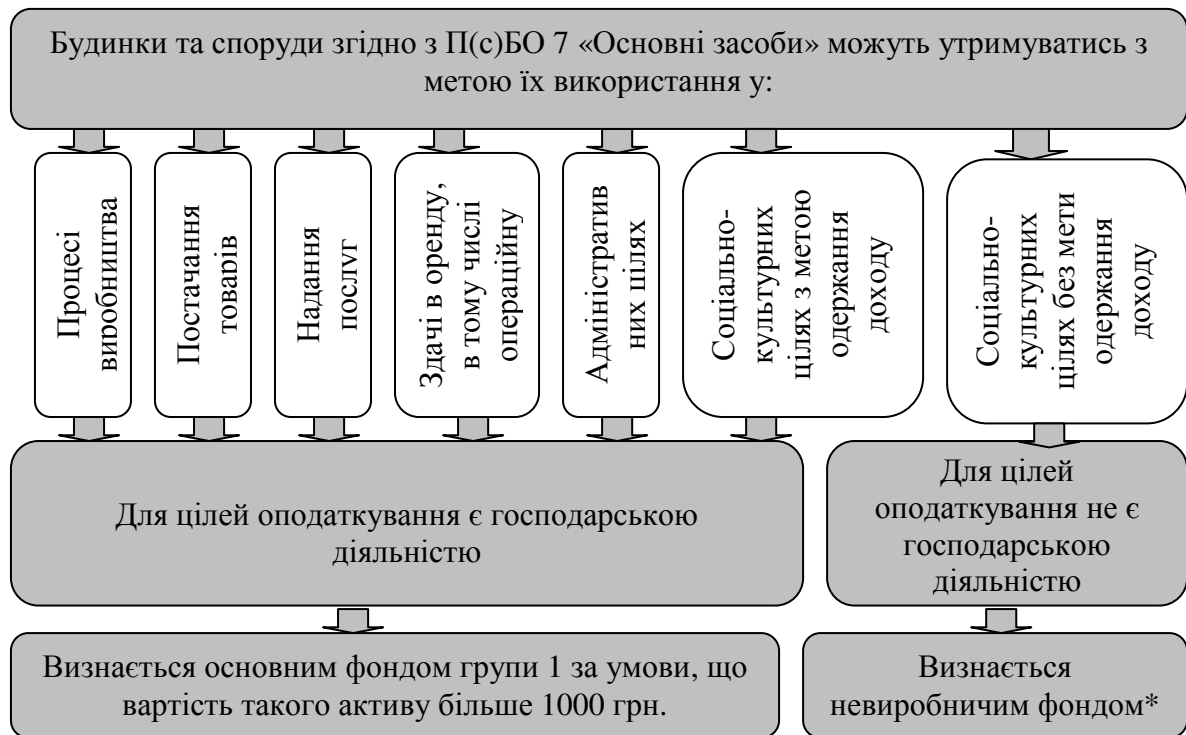 Будинки та споруди згідно з П(с)БО 7 «Основні засоби» можуть утримуватись з
метою їх використання у:
Процесі
виробництва
Постачання
товарів
Надання
послуг
Здачі в оренду,
в тому числі
операційну
Адміністратив
них цілях
Соціально-
культурних
цілях з метою
одержання
доходу
Соціально-
культурних
цілях без мети
одержання
доходу
Для цілей оподаткування є господарською
діяльністю
Для цілей
оподаткування не є
господарською
діяльністю
Визнається основним фондом групи 1 за умови, що
вартість такого активу більше 1000 грн.
Визнається
невиробничим фондом*